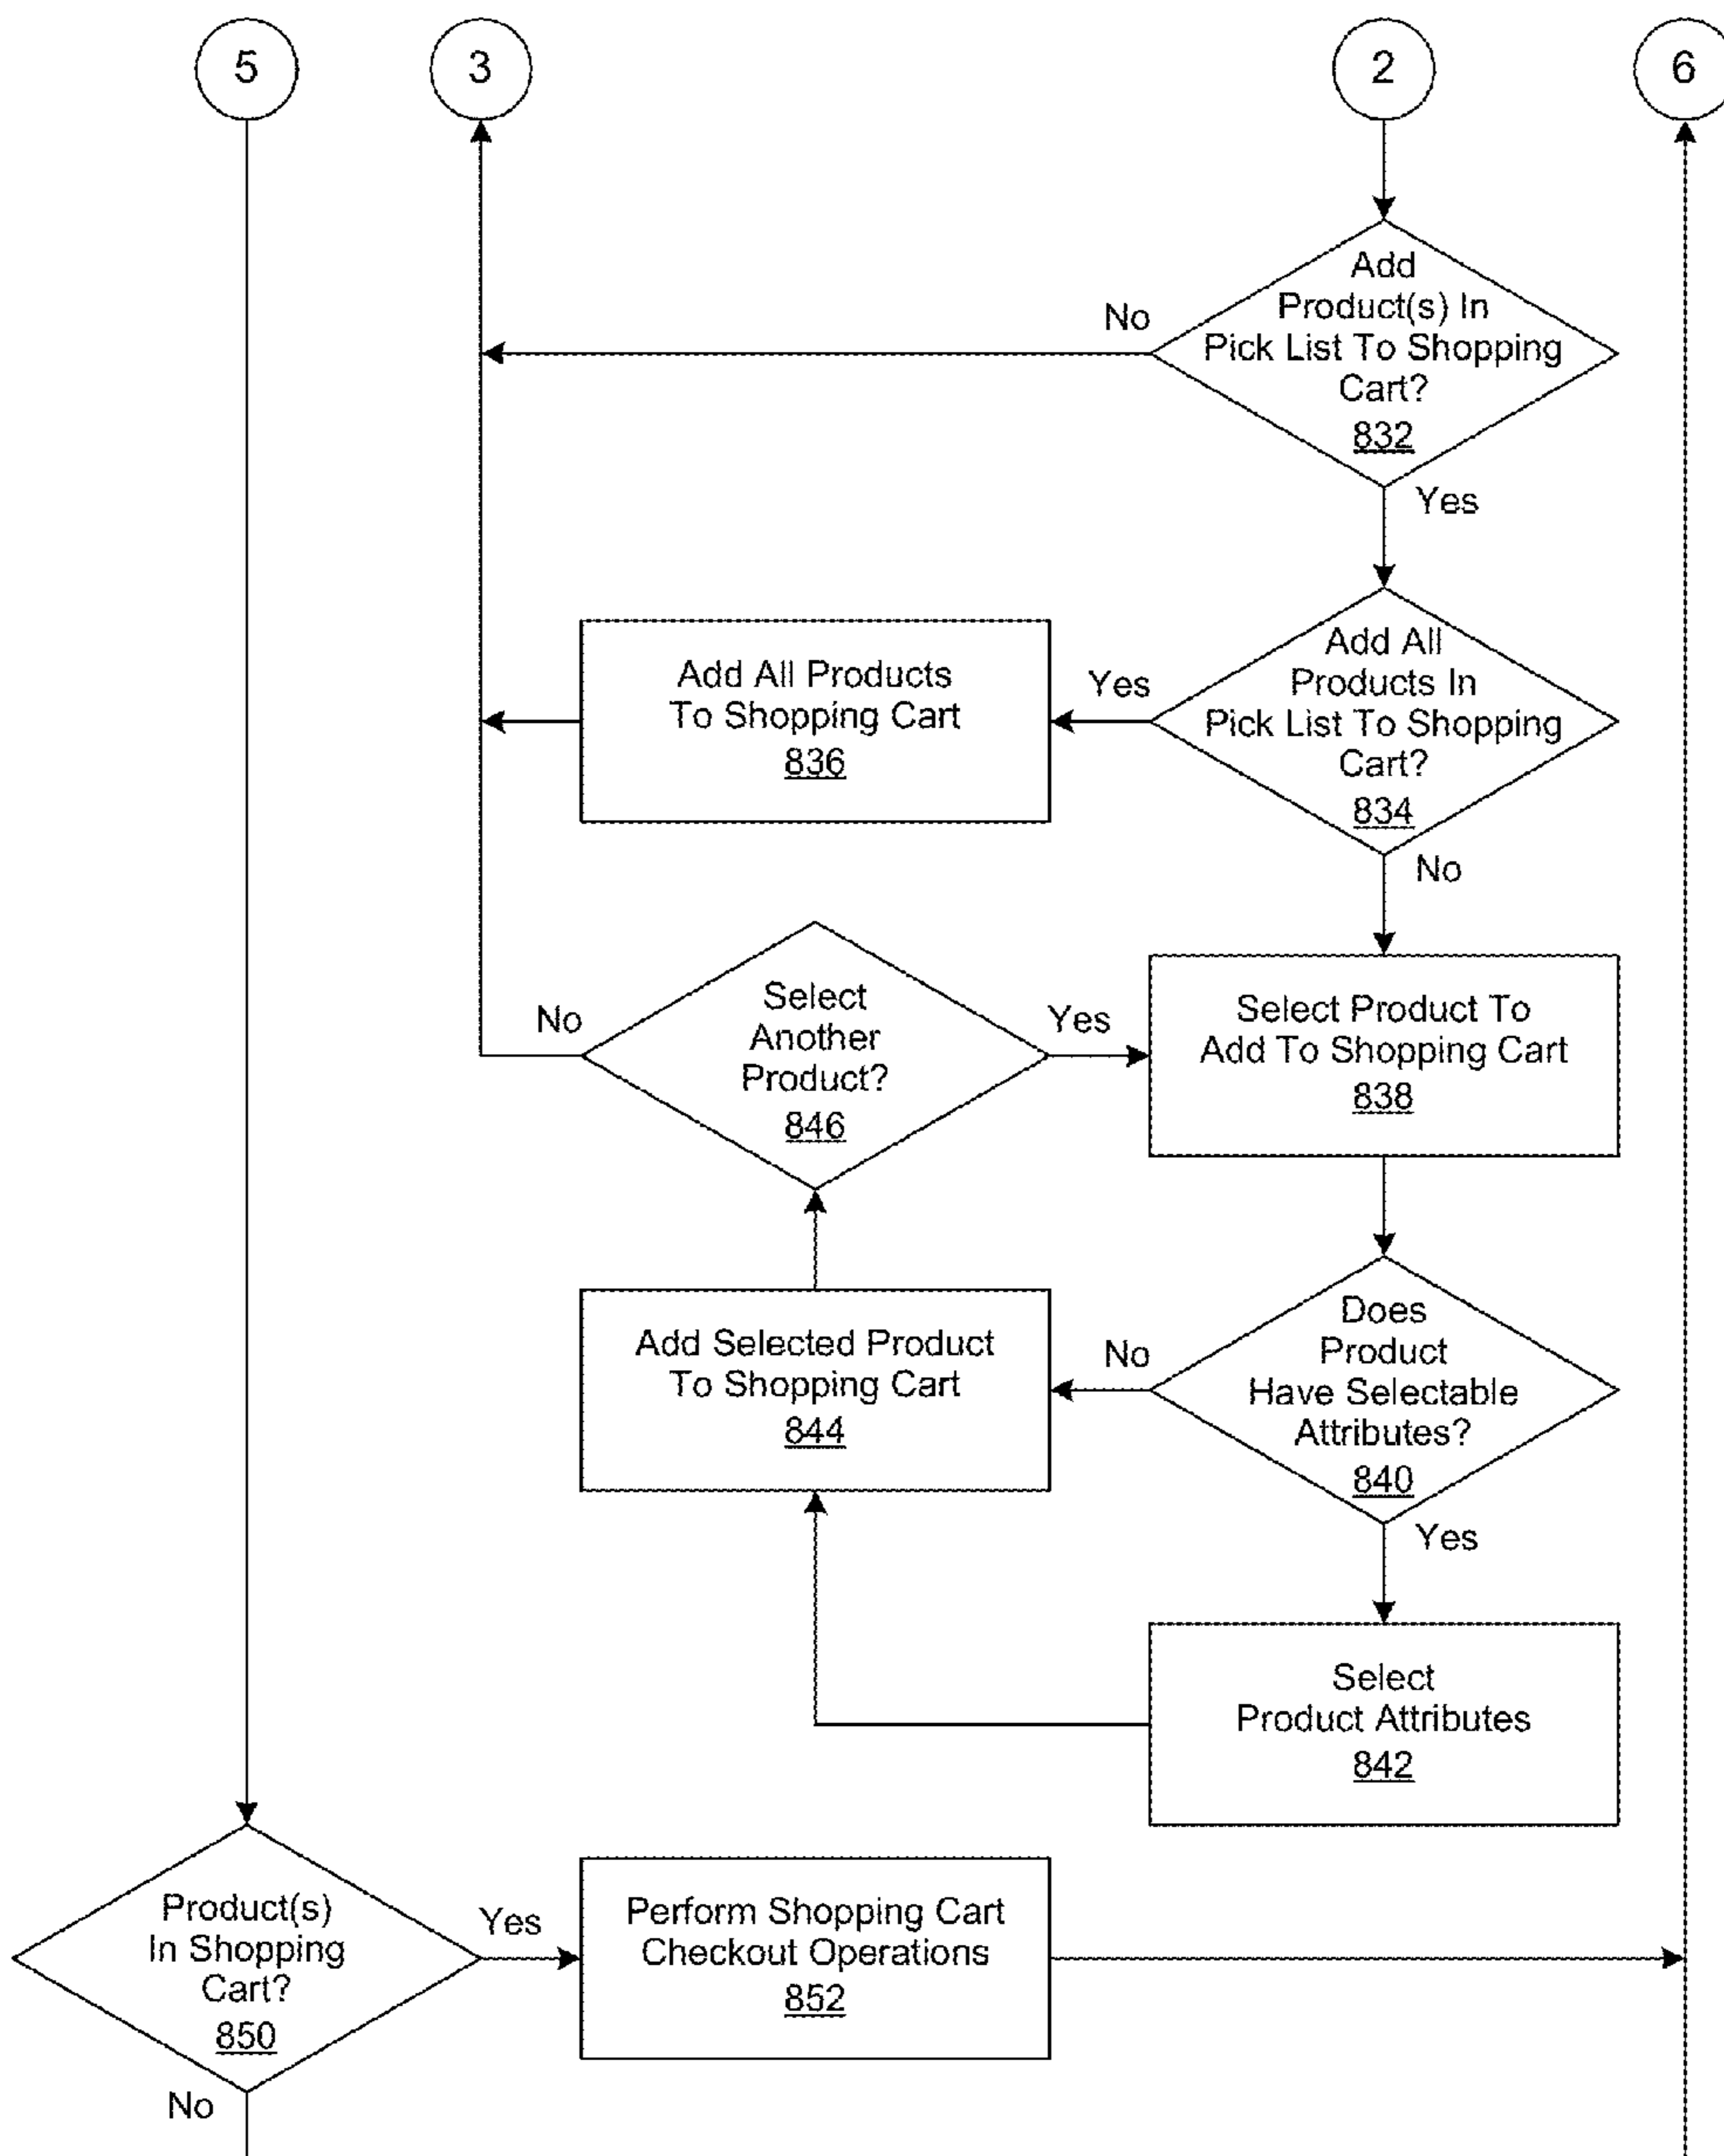 5
3
2
6
Add
Product(s) In
Pick List To Shopping
Cart?
832
No
Yes
Add All
Products In
Pick List To Shopping
Cart?
834
Yes
No
Add All Products
To Shopping Cart
836
Select
Another
Product?
846
No
Yes
Select Product To
Add To Shopping Cart
838
Does
Product
Have Selectable
Attributes?
840
No
Yes
Add Selected Product
To Shopping Cart
844
Select
Product Attributes
842
Product(s)
In Shopping
Cart?
850
Yes
No
Perform Shopping Cart
Checkout Operations
852